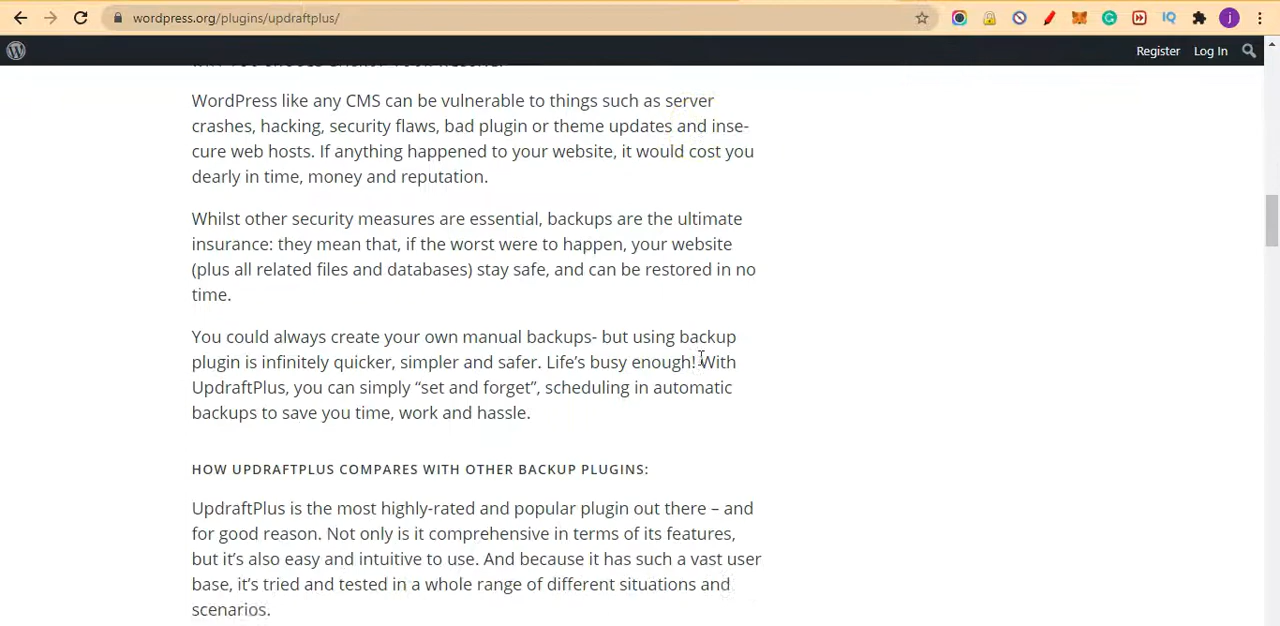 wordpress.org/plugins/updraftplus/
IQ
j
Register
Log In
WordPress like any CMS can be vulnerable to things such as server
crashes, hacking, security flaws, bad plugin or theme updates and inse-
cure web hosts. If anything happened to your website, it would cost you
dearly in time, money and reputation.
Whilst other security measures are essential, backups are the ultimate
insurance: they mean that, if the worst were to happen, your website
(plus all related files and databases) stay safe, and can be restored in no
time.
You could always create your own manual backups- but using backup
plugin is infinitely quicker, simpler and safer. Life’s busy enough! With
UpdraftPlus, you can simply “set and forget”, scheduling in automatic
backups to save you time, work and hassle.
HOW UPDRAFTPLUS COMPARES WITH OTHER BACKUP PLUGINS:
UpdraftPlus is the most highly-rated and popular plugin out there – and
for good reason. Not only is it comprehensive in terms of its features,
but it’s also easy and intuitive to use. And because it has such a vast user
base, it’s tried and tested in a whole range of different situations and
scenarios.